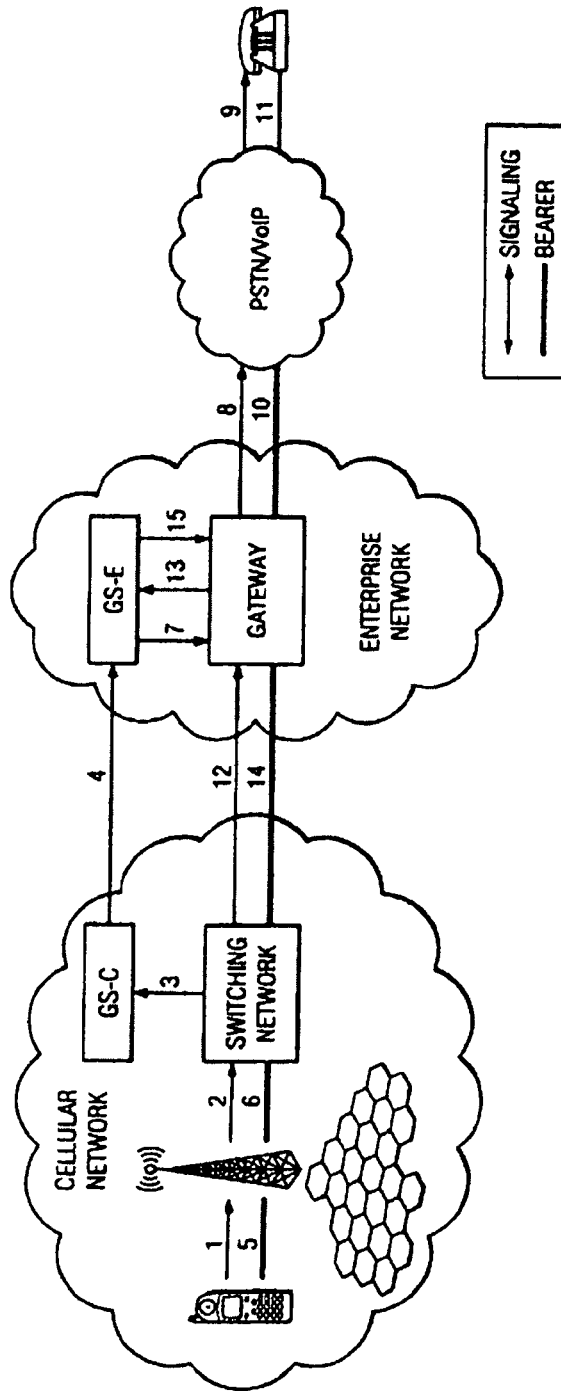 CELLULAR
NETWORK
GS-C
3
SWITCHING
NETWORK
1
5
2
6
4
12
14
GS-E
7
13
15
GATEWAY
ENTERPRISE
NETWORK
8
10
PSTN/VoIP
9
11
SIGNALING
BEARER